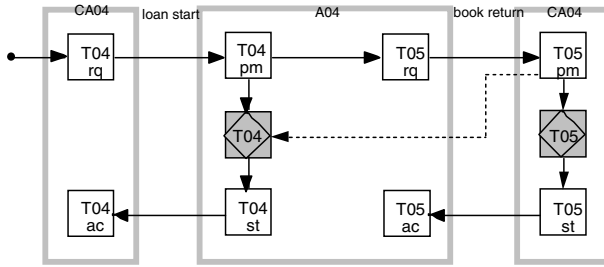 CA04 loan start A04 book return CA04
T04 T04 T05 T05
rq pm rq pm
T04 T05
T04 T04 T05 T05
ac st ac st